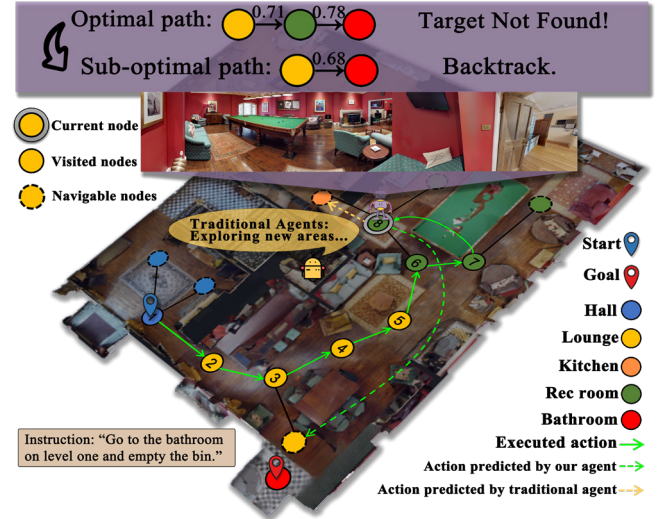 Optimal path:
0.71
0.78
Target Not Found!
Sub-optimal path:
0.68
Backtrack.
Current node
Visited nodes
Navigable nodes
Traditional Agents:
Exploring new areas...
8
7
6
5
4
3
2
Start
Goal
Hall
Lounge
Kitchen
Rec room
Bathroom
Executed action
Action predicted by our agent
Action predicted by traditional agent
Instruction: “Go to the bathroom
on level one and empty the bin.”